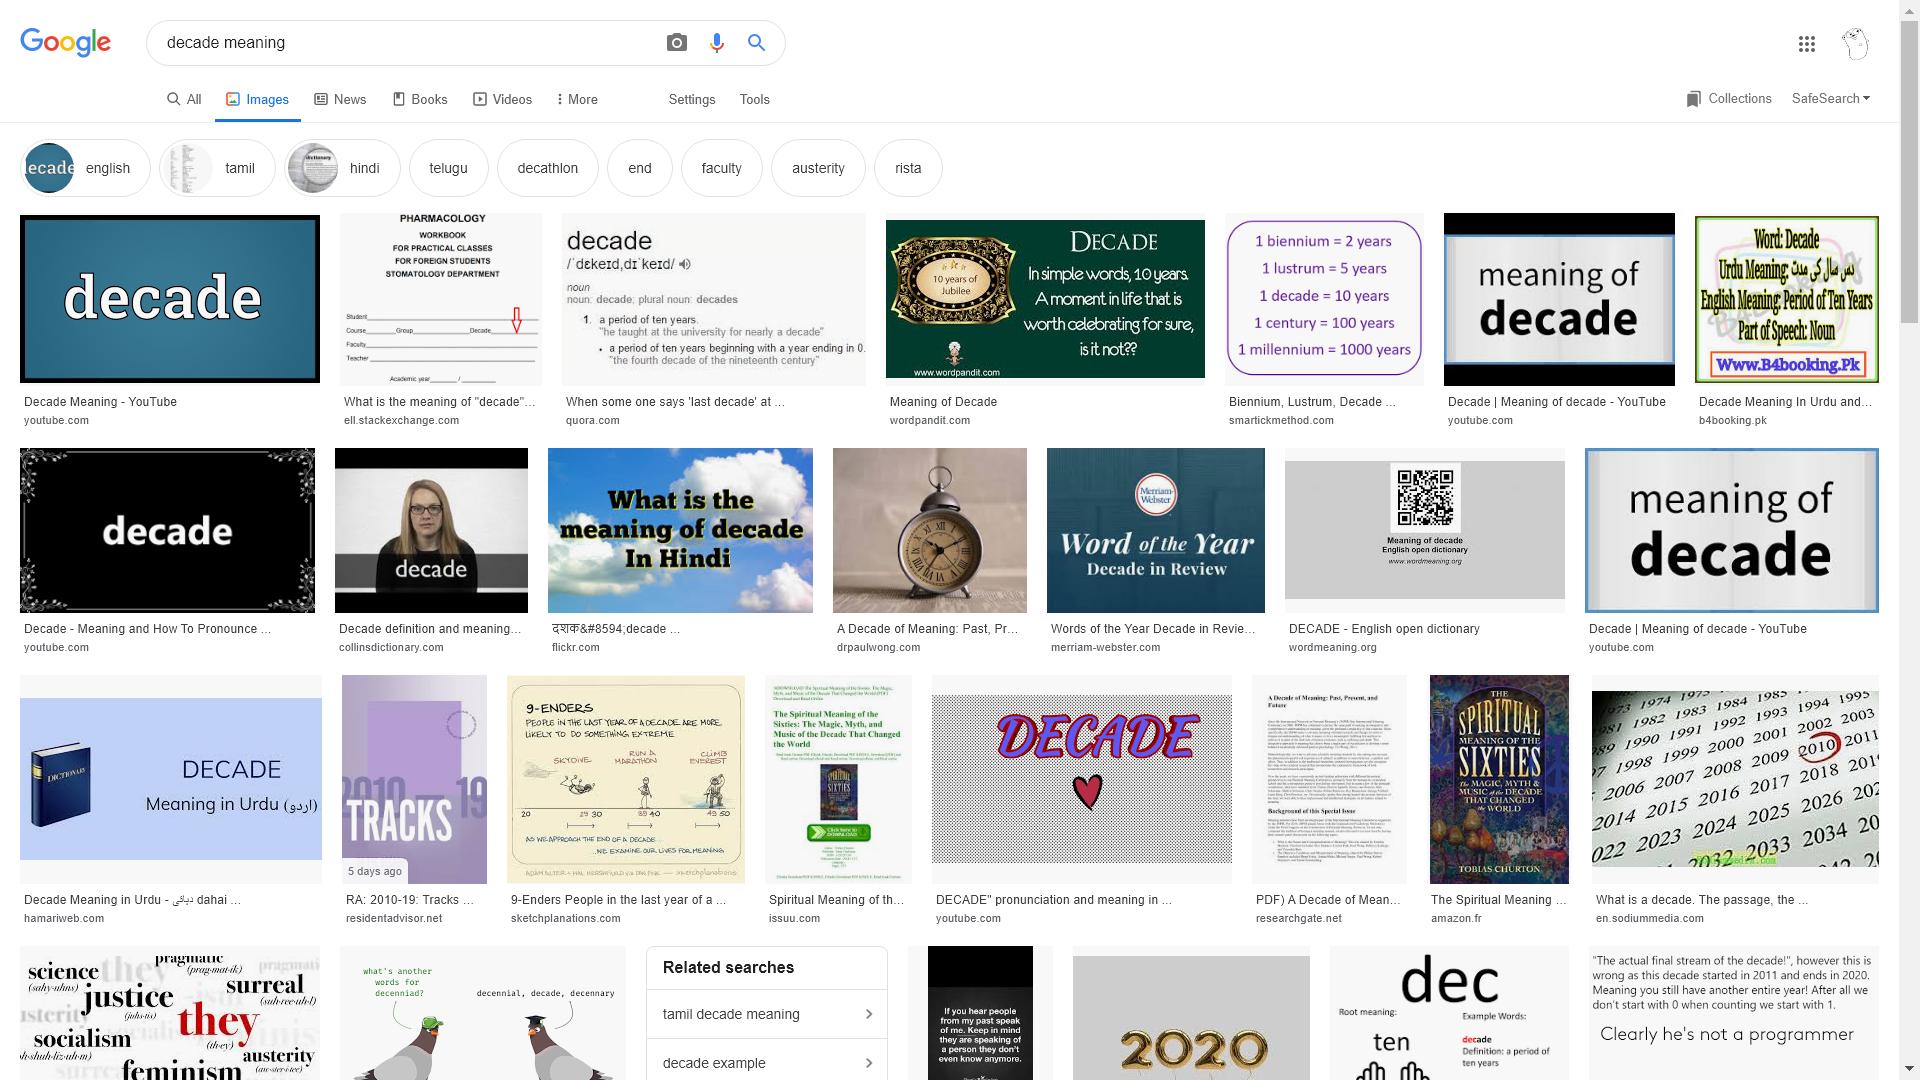 Google
decade meaning
All
Images
News
Books
Videos
More
Settings
Tools
Collections
SafeSearch
decade
english
tamil
hindi
telugu
decathlon
end
faculty
austerity
rista
decade
PHARMACOLOGY
WORKBOOK
FOR PRACTICAL CLASSES
FOR FOREIGN STUDENTS
STOMATOLOGY DEPARTMENT
Student
Course Group Decade
Faculty
Teacher
Academic year /
decade
/ˈdɛkeɪd,dɪˈkeɪd/
noun
noun: decade; plural noun: decades
1. a period of ten years.
"he taught at the university for nearly a decade"
• a period of ten years beginning with a year ending in 0.
"the fourth decade of the nineteenth century"
10 years of
Jubilee
DECADE
In simple words, 10 years.
A moment in life that is
worth celebrating for sure,
is it not??
www.wordpandit.com
1 biennium = 2 years
1 lustrum = 5 years
1 decade = 10 years
1 century = 100 years
1 millennium = 1000 years
meaning of
decade
Word: Decade
Urdu Meaning: دس سال کی مدت
English Meaning: Period of Ten Years
Part of Speech: Noun
Www.B4booking.Pk
Decade Meaning - YouTube
youtube.com
What is the meaning of "decade"...
ell.stackexchange.com
When some one says 'last decade' at ...
quora.com
Meaning of Decade
wordpandit.com
Biennium, Lustrum, Decade ...
smartickmethod.com
Decade | Meaning of decade - YouTube
youtube.com
Decade Meaning In Urdu and...
b4booking.pk
decade
decade
What is the
meaning of decade
In Hindi
Merriam-
Webster
Word of the Year
Decade in Review
Meaning of decade
English open dictionary
www.wordmeaning.org
meaning of
decade
Decade - Meaning and How To Pronounce ...
youtube.com
Decade definition and meaning...
collinsdictionary.com
दशक&#8594;decade ...
flickr.com
A Decade of Meaning: Past, Pr...
drpaulwong.com
Words of the Year Decade in Revie...
merriam-webster.com
DECADE - English open dictionary
wordmeaning.org
Decade | Meaning of decade - YouTube
youtube.com
DICTIONARY
DECADE
Meaning in Urdu (اردو)
2010 — 19
TRACKS
5 days ago
9-ENDERS
PEOPLE IN THE LAST YEAR OF A DECADE ARE MORE
LIKELY TO DO SOMETHING EXTREME
SKYDIVE
RUN A
MARATHON
CLIMB
EVEREST
20 29 30 39 40 49 50
AS WE APPROACH THE END OF A DECADE
...WE EXAMINE OUR LIVES FOR MEANING
The Spiritual Meaning of the
Sixties: The Magic, Myth, and
Music of the Decade That Changed
the World
DECADE
A Decade of Meaning: Past, Present, and
Future
Background of this Special Issue
THE
SPIRITUAL
MEANING OF THE
SIXTIES
THE MAGIC, MYTH &
MUSIC of the DECADE
THAT CHANGED
the WORLD
TOBIAS CHURTON
1974 1975 1985 1995
1981 1982 1983 1984 1994
1990 1991 1992 1993 2002 2003
1999 2000 2001 2010 2011
2006 2007 2008 2009 2018
2014 2015 2016 2017 2026
2022 2023 2024 2025 2034
2032 2033
Decade Meaning in Urdu - دہائی dahai ...
hamariweb.com
RA: 2010-19: Tracks ...
residentadvisor.net
9-Enders People in the last year of a ...
sketchplanations.com
Spiritual Meaning of th...
issuu.com
DECADE" pronunciation and meaning in ...
youtube.com
PDF) A Decade of Mean...
researchgate.net
The Spiritual Meaning ...
amazon.fr
What is a decade. The passage, the ...
en.sodiummedia.com
science
(sahy-uhns)
pragmatic
(prag-mat-ik)
justice
(juhs-tis)
surreal
(suh-ree-uh-l)
they
(they)
socialism
austerity
feminism
what's another
words for
decenniad?
decennial, decade, decennary
Related searches
tamil decade meaning
decade example
If you hear people
from my past speak
of me. Keep in mind
they are speaking of
a person they don't
even know anymore.
2020
dec
Root meaning:
ten
Example Words:
decade
Definition: a period of
ten years
"The actual final stream of the decade!", however this is
wrong as this decade started in 2011 and ends in 2020.
Meaning you still have another entire year! After all we
don't start with 0 when counting we start with 1.
Clearly he's not a programmer